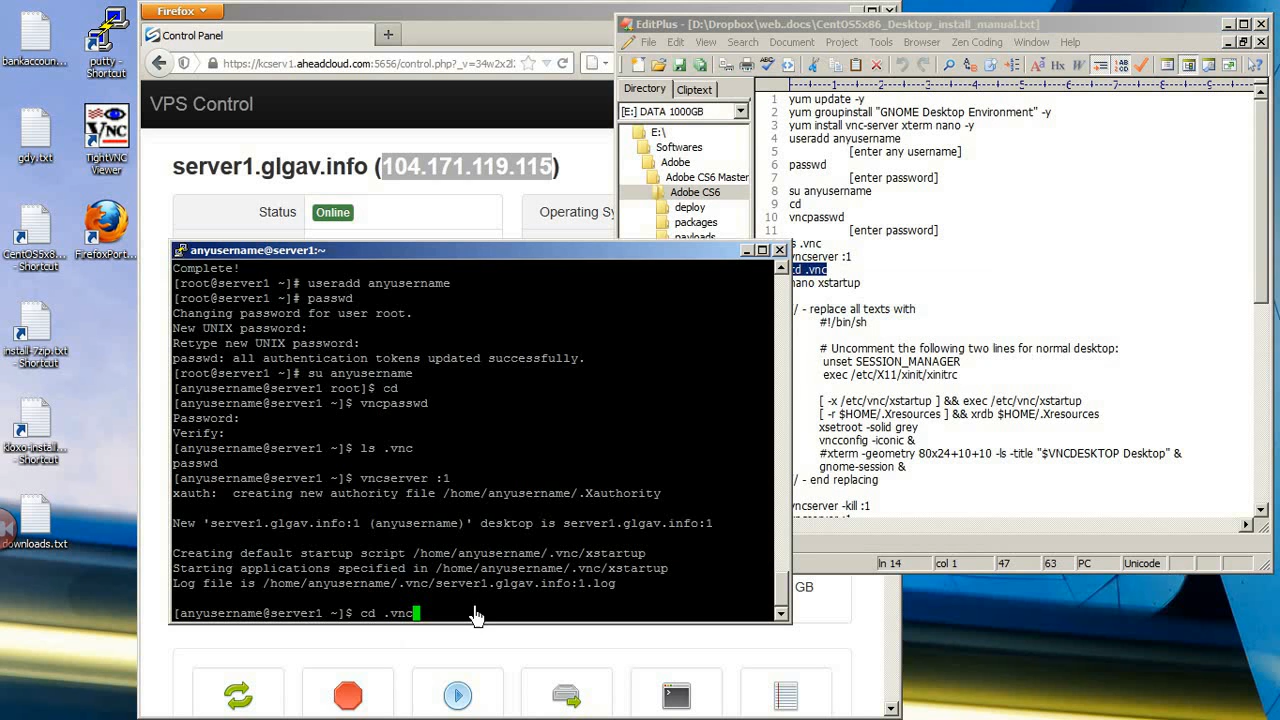 bankaccoun...
putty -
Shortcut
gdy.txt
TightVNC
Viewer
CentOS5x8...
- Shortcut
FirefoxPort...
install-7zip.txt
- Shortcut
kloxo-install...
- Shortcut
downloads.txt
Firefox
Control Panel
https://kcserv1.aheadcloud.com:5656/control.php?_v=34w2x2
VPS Control
server1.glgav.info (104.171.119.115)
Status
Online
Operating Sy
GB
EditPlus - [D:\Dropbox\web..docs\CentOS5x86_Desktop_install_manual.txt]
File Edit View Search Document Project Tools Browser Zen Coding Window Help
Directory Cliptext
[E:] DATA 1000GB
E:\
Softwares
Adobe
Adobe CS6 Master
Adobe CS6
deploy
packages
payloads
1 yum update -y
2 yum groupinstall "GNOME Desktop Environment" -y
3 yum install vnc-server xterm nano -y
4 useradd anyusername
5 [enter any username]
6 passwd
7 [enter password]
8 su anyusername
9 cd
10 vncpasswd
11 [enter password]
s .vnc
vncserver :1
cd .vnc
nano xstartup
/ - replace all texts with
#!/bin/sh
# Uncomment the following two lines for normal desktop:
unset SESSION_MANAGER
exec /etc/X11/xinit/xinitrc
[ -x /etc/vnc/xstartup ] && exec /etc/vnc/xstartup
[ -r $HOME/.Xresources ] && xrdb $HOME/.Xresources
xsetroot -solid grey
vncconfig -iconic &
#xterm -geometry 80x24+10+10 -ls -title "$VNCDESKTOP Desktop" &
gnome-session &
/ - end replacing
vncserver -kill :1
ln 14 col 1 47 63 PC Unicode
anyusername@server1:~
Complete!
[root@server1 ~]# useradd anyusername
[root@server1 ~]# passwd
Changing password for user root.
New UNIX password:
Retype new UNIX password:
passwd: all authentication tokens updated successfully.
[root@server1 ~]# su anyusername
[anyusername@server1 root]$ cd
[anyusername@server1 ~]$ vncpasswd
Password:
Verify:
[anyusername@server1 ~]$ ls .vnc
passwd
[anyusername@server1 ~]$ vncserver :1
xauth:  creating new authority file /home/anyusername/.Xauthority
New 'server1.glgav.info:1 (anyusername)' desktop is server1.glgav.info:1
Creating default startup script /home/anyusername/.vnc/xstartup
Starting applications specified in /home/anyusername/.vnc/xstartup
Log file is /home/anyusername/.vnc/server1.glgav.info:1.log
[anyusername@server1 ~]$ cd .vnc